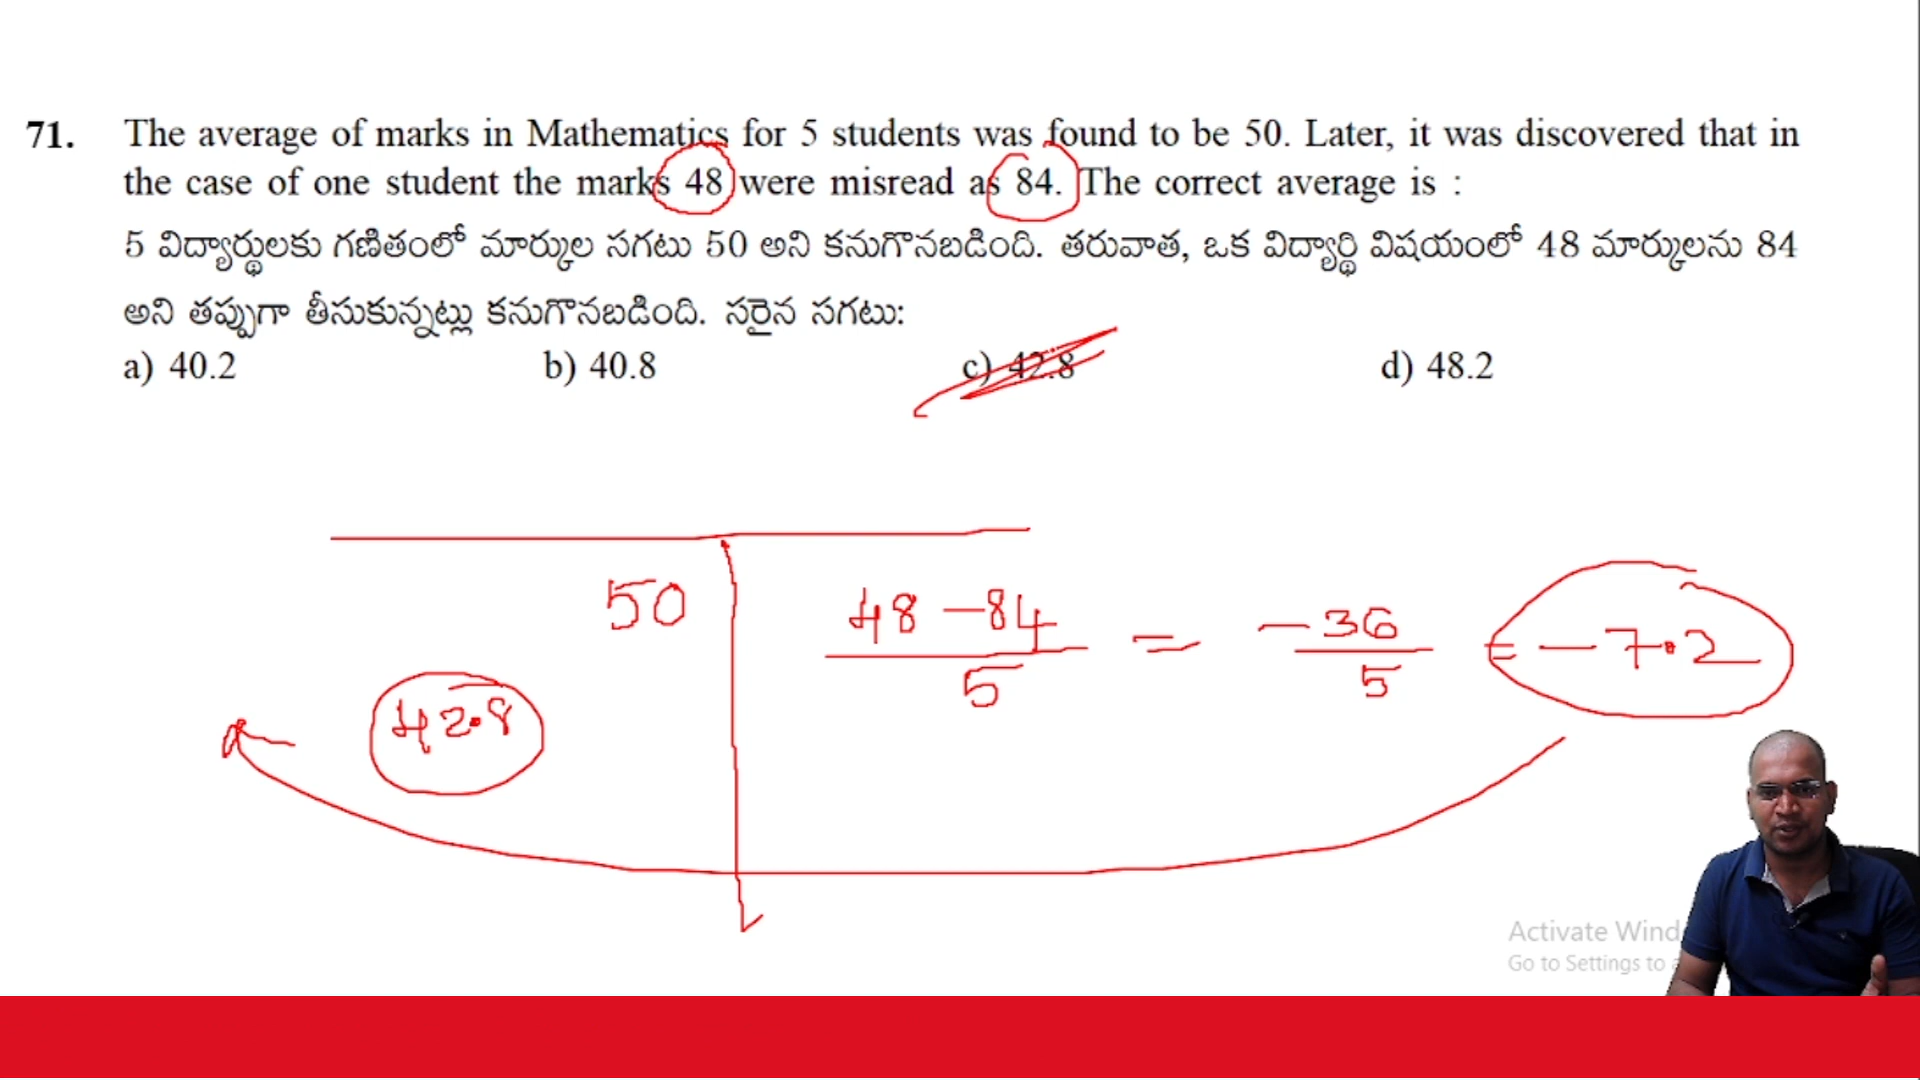 71. The average of marks in Mathematics for 5 students was found to be 50. Later, it was discovered that in
the case of one student the marks 48 were misread as 84. The correct average is :
5 విద్యార్థులకు గణితంలో మార్కుల సగటు 50 అని కనుగొనబడింది. తరువాత, ఒక విద్యార్థి విషయంలో 48 మార్కులను 84
అని తప్పుగా తీసుకున్నట్లు కనుగొనబడింది. సరైన సగటు:
a) 40.2 b) 40.8 c) 42.8 d) 48.2
50
48 - 84 / 5 = - 36 / 5 = - 7.2
42.8
Activate Wind
Go to Settings to